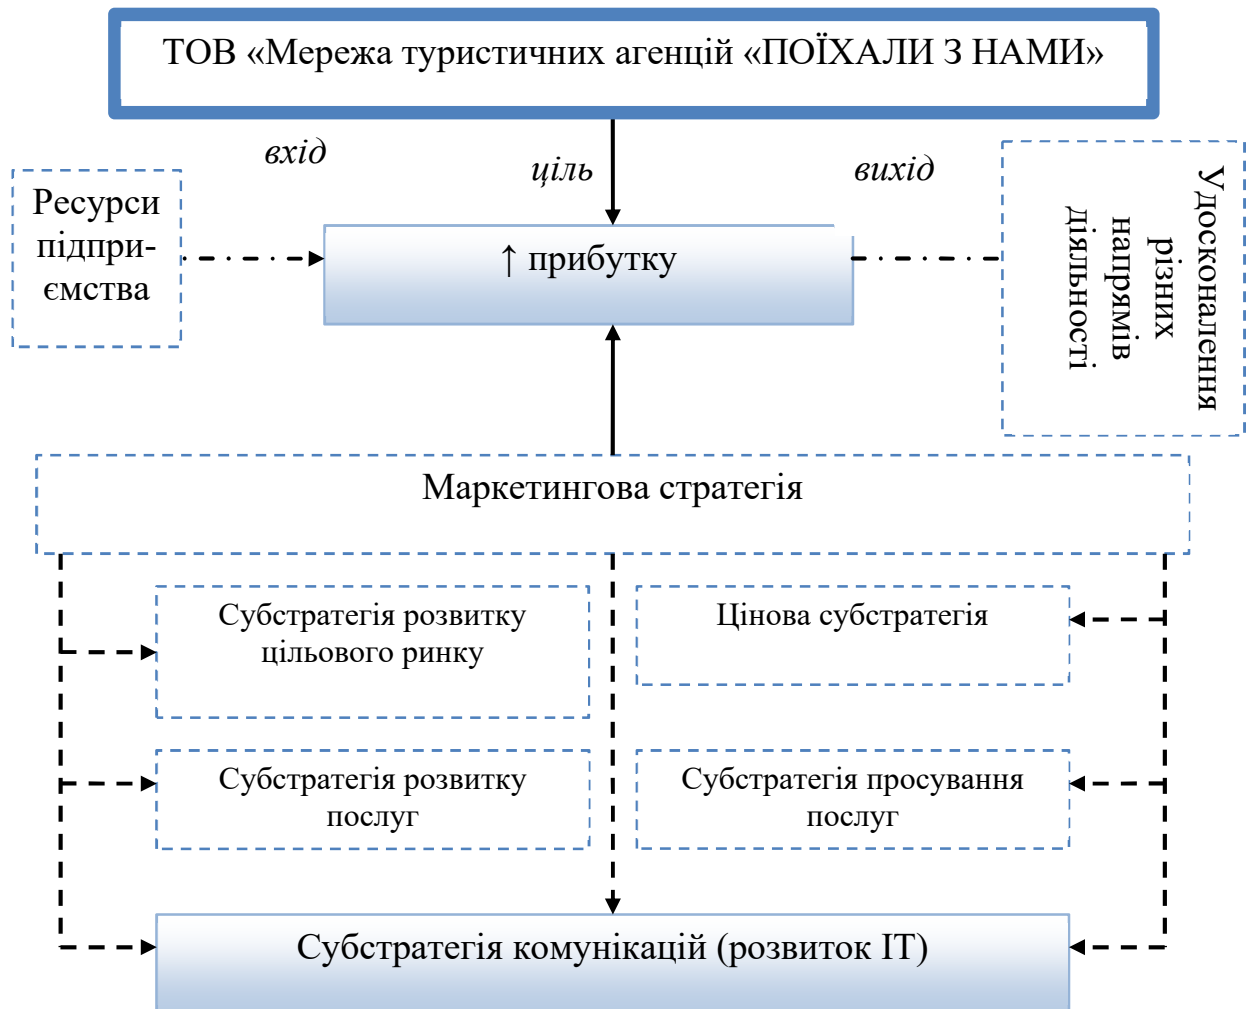 ТОВ «Мережа туристичних агенцій «ПОЇХАЛИ З НАМИ»
вхід
ціль
вихід
Ресурси
підпри-
ємства
↑ прибутку
Удосконалення
різних
напрямів
діяльності
Маркетингова стратегія
Субстратегія розвитку
цільового ринку
Цінова субстратегія
Субстратегія розвитку
послуг
Субстратегія просування
послуг
Субстратегія комунікацій (розвиток ІТ)